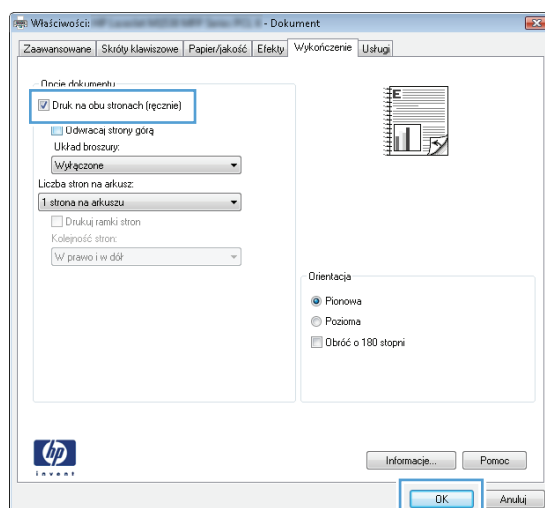 Właściwości: - Dokument
Zaawansowane Skróty klawiszowe Papier/jakość Efekty Wykończenie Usługi
Opcje dokumentu
Druk na obu stronach (ręcznie)
Odwracaj strony górą
Układ broszury:
Wyłączone
Liczba stron na arkusz:
1 strona na arkuszu
Drukuj ramki stron
Kolejność stron:
W prawo i w dół
E
Orientacja
Pionowa
Pozioma
Obróć o 180 stopni
hp
invent
Informacje... Pomoc
OK Anuluj